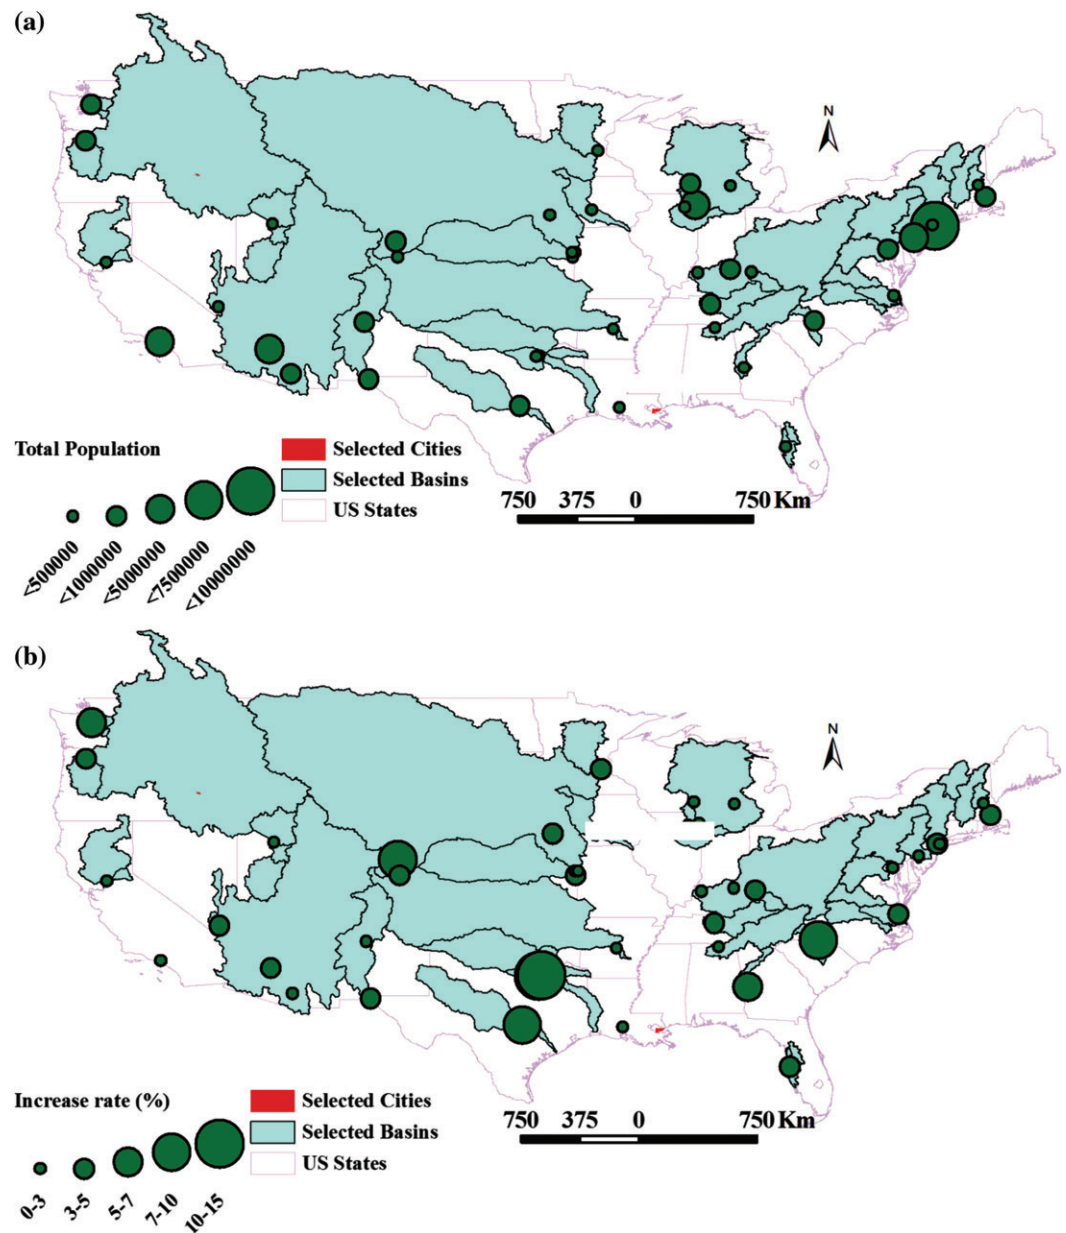 (a)
N
Total Population
Selected Cities
Selected Basins
US States
750 375 0 750 Km
<500000
<1000000
<5000000
<7500000
<10000000
(b)
N
Increase rate (%)
Selected Cities
Selected Basins
US States
750 375 0 750 Km
0-3
3-5
5-7
7-10
10-15